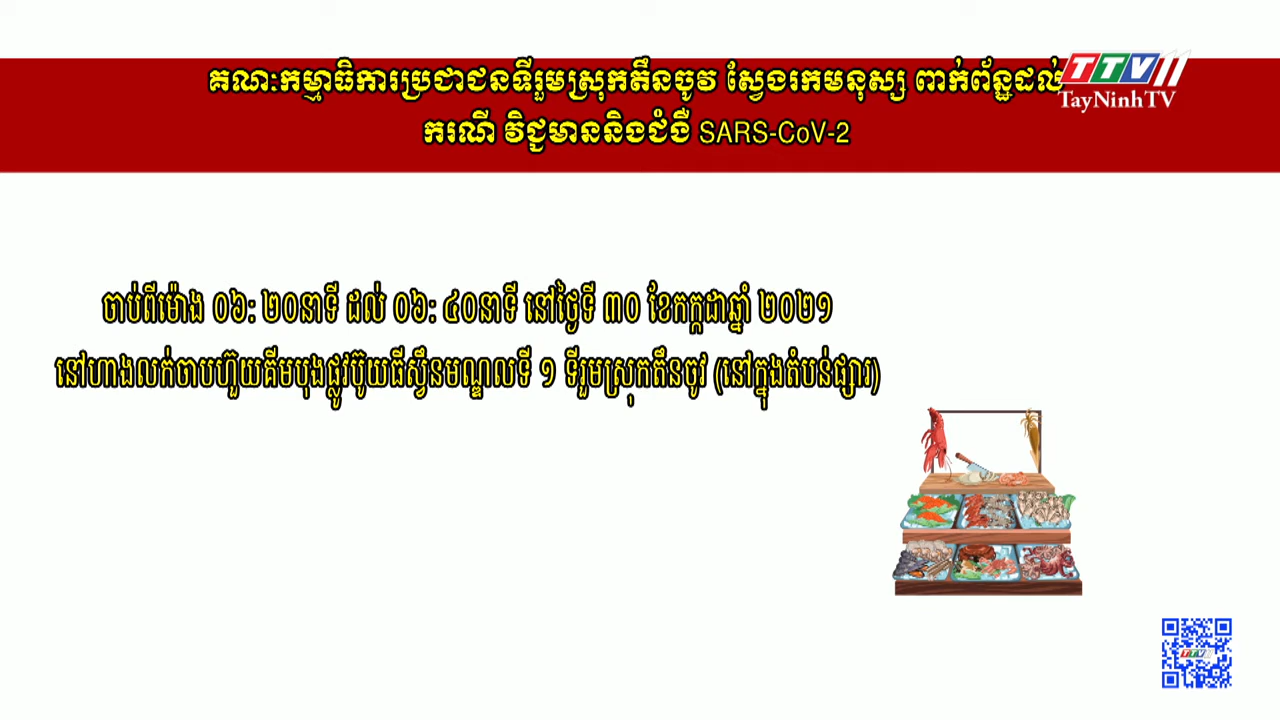 គណៈកម្មាធិការប្រជាជនទីរួមស្រុកតឹនចូវ ស្វែងរកមនុស្ស ពាក់ព័ន្ឋដល់
ករណី វិជ្ជមាននិងជំងឺ SARS-CoV-2
TTV11
TayNinhTV
ចាប់ពីម៉ោង ០៦: ២០នាទី ដល់ ០៦: ៤០នាទី នៅថ្ងៃទី ៣០ ខែកក្កដាឆ្នាំ ២០២១
នៅហាងលក់ចាបហ៊ួយគីមបុងផ្លូវប៊ូយធីស្វឹនមណ្ឌលទី ១ ទីរួមស្រុកតឹនចូវ (នៅក្នុងតំបន់ផ្សារ)
TTV11